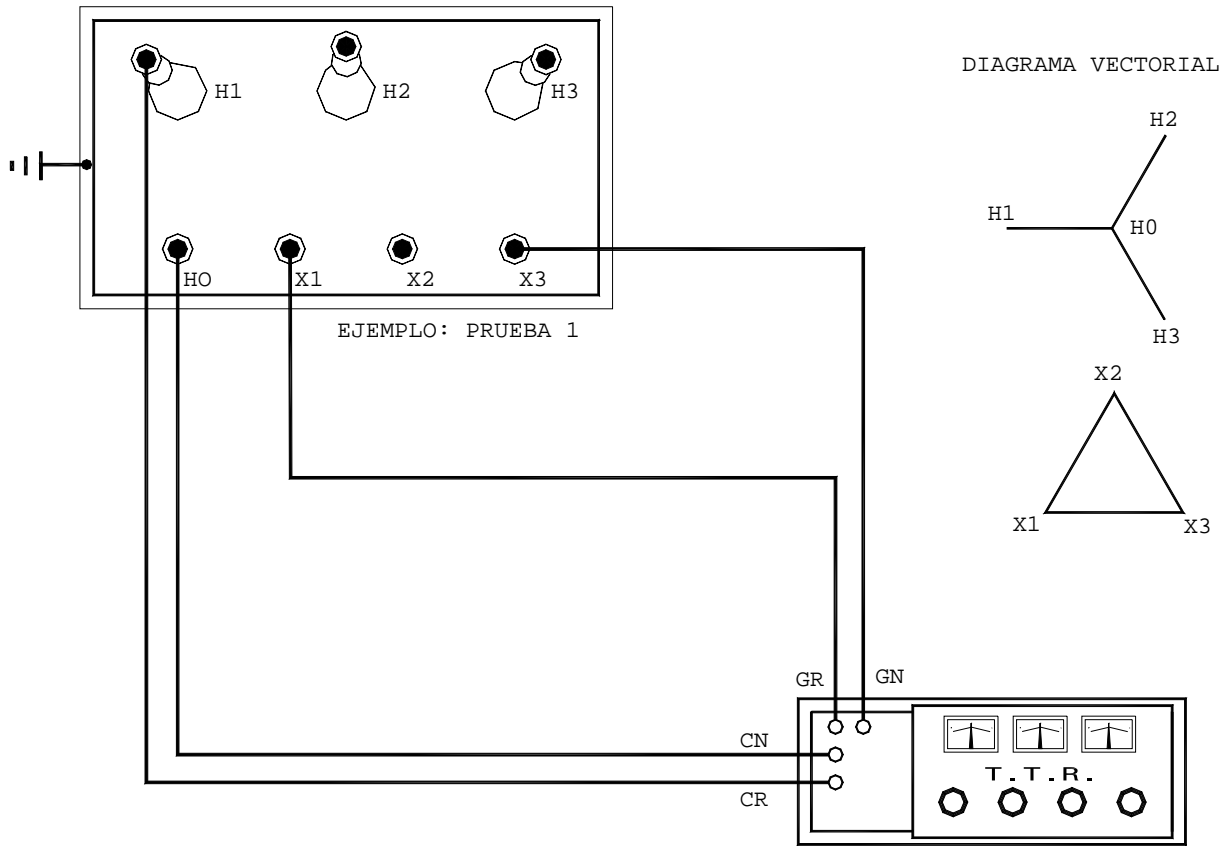 DIAGRAMA VECTORIAL
H1
H2
H3
H2
H1
H0
H3
HO
X1
X2
X3
EJEMPLO: PRUEBA 1
X2
X1
X3
GR
GN
CN
CR
T.T.R.